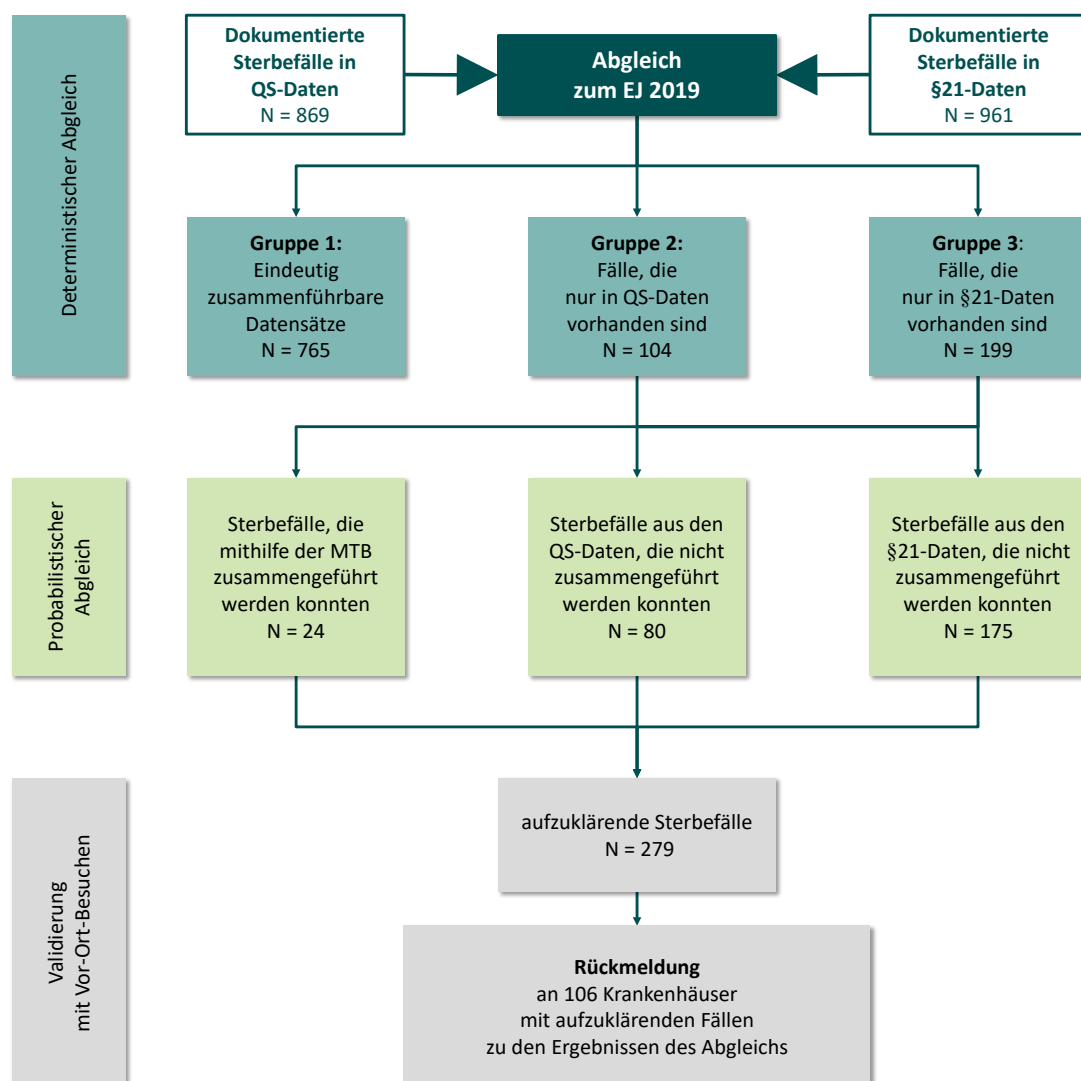 Deterministischer Abgleich
Dokumentierte
Sterbefälle in
QS-Daten
N = 869
Abgleich
zum EJ 2019
Dokumentierte
Sterbefälle in
§21-Daten
N = 961
Gruppe 1:
Eindeutig
zusammenführbare
Datensätze
N = 765
Gruppe 2:
Fälle, die
nur in QS-Daten
vorhanden sind
N = 104
Gruppe 3:
Fälle, die
nur in §21-Daten
vorhanden sind
N = 199
Probabilistischer
Abgleich
Sterbefälle, die
mithilfe der MTB
zusammengeführt
werden konnten
N = 24
Sterbefälle aus den
QS-Daten, die nicht
zusammengeführt
werden konnten
N = 80
Sterbefälle aus den
§21-Daten, die nicht
zusammengeführt
werden konnten
N = 175
Validierung
mit Vor-Ort-Besuchen
aufzuklärende Sterbefälle
N = 279
Rückmeldung
an 106 Krankenhäuser
mit aufzuklärenden Fällen
zu den Ergebnissen des Abgleichs